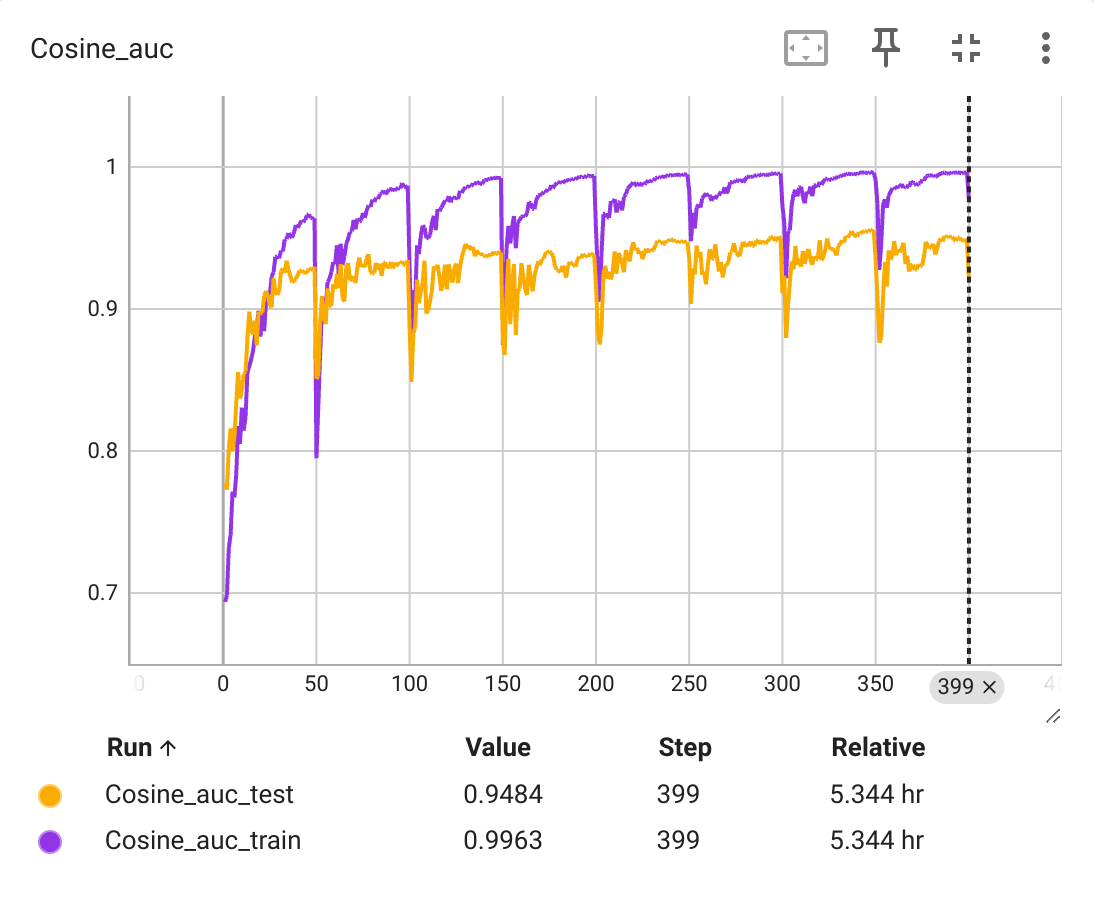 Cosine_auc
1
0.9
0.8
0.7
0 0 50 100 150 200 250 300 350 399 × 4
Run ↑ Value Step Relative
Cosine_auc_test 0.9484 399 5.344 hr
Cosine_auc_train 0.9963 399 5.344 hr